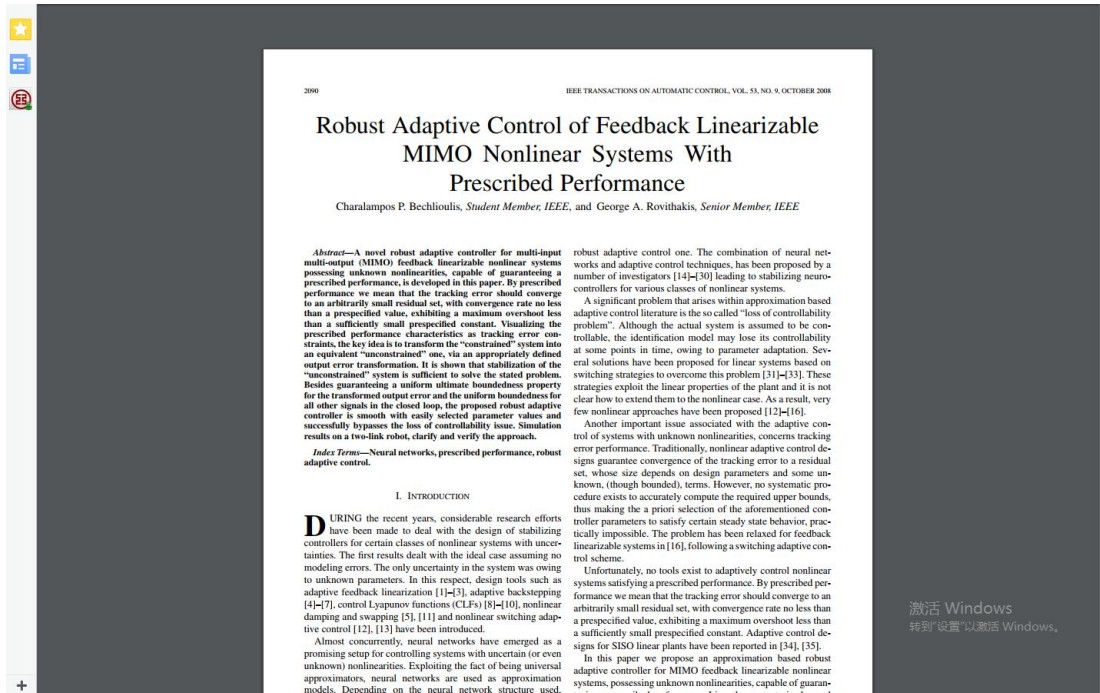 2090
IEEE TRANSACTIONS ON AUTOMATIC CONTROL, VOL. 53, NO. 9, OCTOBER 2008
Robust Adaptive Control of Feedback Linearizable
MIMO Nonlinear Systems With
Prescribed Performance
Charalampos P. Bechlioulis, Student Member, IEEE, and George A. Rovithakis, Senior Member, IEEE
Abstract—A novel robust adaptive controller for multi-input
multi-output (MIMO) feedback linearizable nonlinear systems
possessing unknown nonlinearities, capable of guaranteeing a
prescribed performance, is developed in this paper. By prescribed
performance we mean that the tracking error should converge
to an arbitrarily small residual set, with convergence rate no less
than a prespecified value, exhibiting a maximum overshoot less
than a sufficiently small prespecified constant. Visualizing the
prescribed performance characteristics as tracking error con-
straints, the key idea is to transform the “constrained” system into
an equivalent “unconstrained” one, via an appropriately defined
output error transformation. It is shown that stabilization of the
“unconstrained” system is sufficient to solve the stated problem.
Besides guaranteeing a uniform ultimate boundedness property
for the transformed output error and the uniform boundedness for
all other signals in the closed loop, the proposed robust adaptive
controller is smooth with easily selected parameter values and
successfully bypasses the loss of controllability issue. Simulation
results on a two-link robot, clarify and verify the approach.
Index Terms—Neural networks, prescribed performance, robust
adaptive control.
I. INTRODUCTION
DURING the recent years, considerable research efforts
have been made to deal with the design of stabilizing
controllers for certain classes of nonlinear systems with uncer-
tainties. The first results dealt with the ideal case assuming no
modeling errors. The only uncertainty in the system was owing
to unknown parameters. In this respect, design tools such as
adaptive feedback linearization [1]–[3], adaptive backstepping
[4]–[7], control Lyapunov functions (CLFs) [8]–[10], nonlinear
damping and swapping [5], [11] and nonlinear switching adap-
tive control [12], [13] have been introduced.
Almost concurrently, neural networks have emerged as a
promising setup for controlling systems with uncertain (or even
unknown) nonlinearities. Exploiting the fact of being universal
approximators, neural networks are used as approximation
models. Depending on the neural network structure used,
robust adaptive control one. The combination of neural net-
works and adaptive control techniques, has been proposed by a
number of investigators [14]–[30] leading to stabilizing neuro-
controllers for various classes of nonlinear systems.
A significant problem that arises within approximation based
adaptive control literature is the so called “loss of controllability
problem”. Although the actual system is assumed to be con-
trollable, the identification model may lose its controllability
at some points in time, owing to parameter adaptation. Sev-
eral solutions have been proposed for linear systems based on
switching strategies to overcome this problem [31]–[33]. These
strategies exploit the linear properties of the plant and it is not
clear how to extend them to the nonlinear case. As a result, very
few nonlinear approaches have been proposed [12]–[16].
Another important issue associated with the adaptive con-
trol of systems with unknown nonlinearities, concerns tracking
error performance. Traditionally, nonlinear adaptive control de-
signs guarantee convergence of the tracking error to a residual
set, whose size depends on design parameters and some un-
known, (though bounded), terms. However, no systematic pro-
cedure exists to accurately compute the required upper bounds,
thus making the a priori selection of the aforementioned con-
troller parameters to satisfy certain steady state behavior, prac-
tically impossible. The problem has been relaxed for feedback
linearizable systems in [16], following a switching adaptive con-
trol scheme.
Unfortunately, no tools exist to adaptively control nonlinear
systems satisfying a prescribed performance. By prescribed per-
formance we mean that the tracking error should converge to an
arbitrarily small residual set, with convergence rate no less than
a prespecified value, exhibiting a maximum overshoot less than
a sufficiently small prespecified constant. Adaptive control de-
signs for SISO linear plants have been reported in [34], [35].
In this paper we propose an approximation based robust
adaptive controller for MIMO feedback linearizable nonlinear
systems, possessing unknown nonlinearities, capable of guaran-
激活 Windows
转到“设置”以激活 Windows。